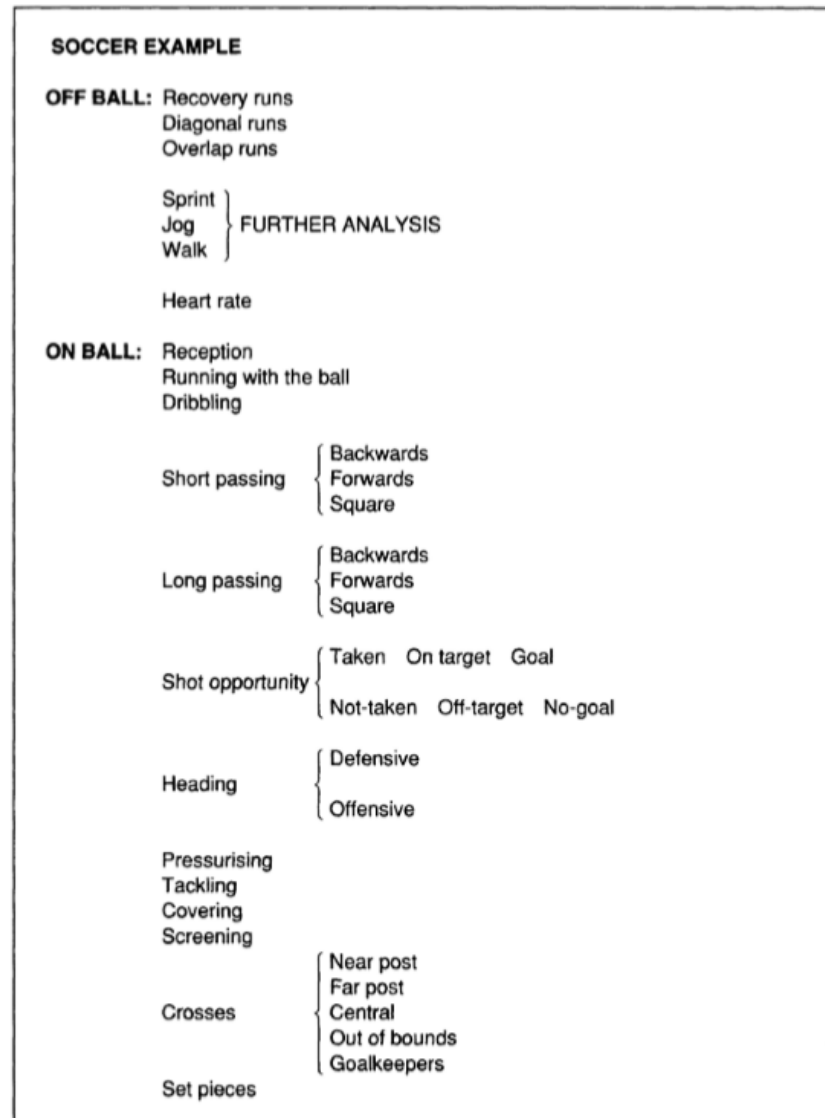 SOCCER EXAMPLE
OFF BALL: Recovery runs
Diagonal runs
Overlap runs
Sprint
Jog FURTHER ANALYSIS
Walk
Heart rate
ON BALL: Reception
Running with the ball
Dribbling
Backwards
Short passing Forwards
Square
Backwards
Long passing Forwards
Square
Taken On target Goal
Shot opportunity
Not-taken Off-target No-goal
Defensive
Heading
Offensive
Pressurising
Tackling
Covering
Screening
Near post
Far post
Crosses Central
Out of bounds
Goalkeepers
Set pieces